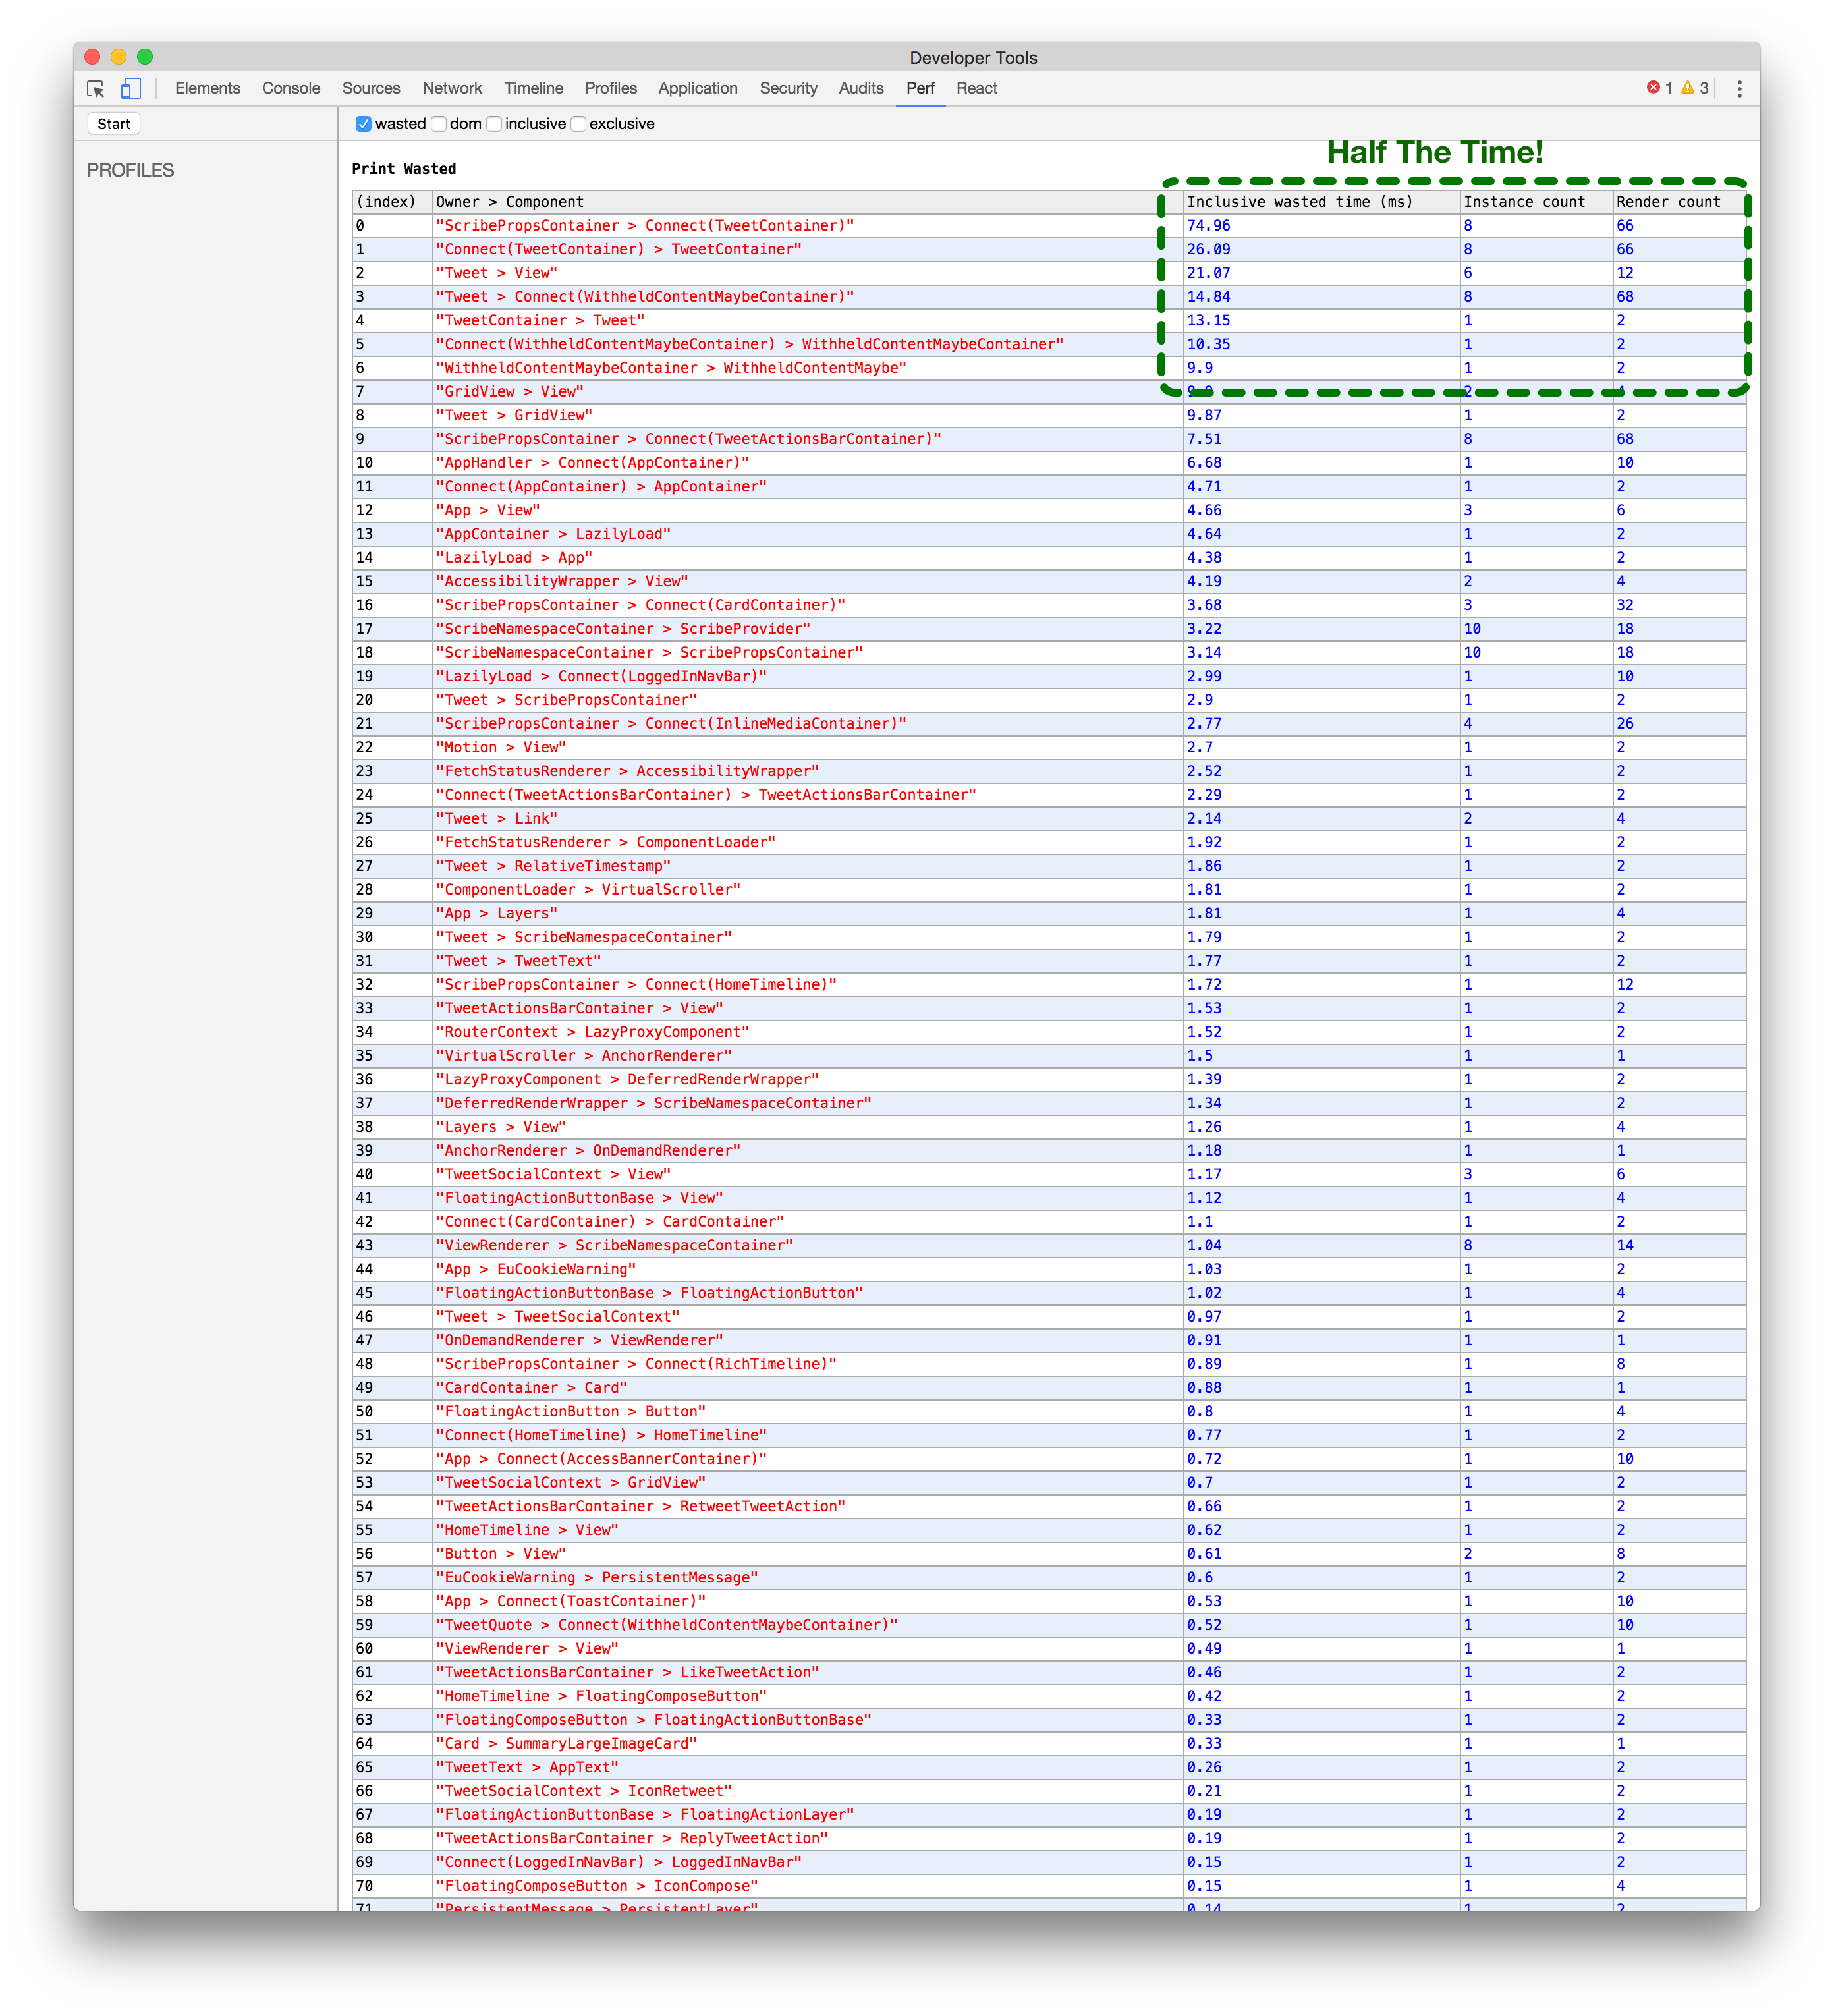 Developer Tools
Elements Console Sources Network Timeline Profiles Application Security Audits Perf React 1 3
Start wasted dom inclusive exclusive
Half The Time!
PROFILES
Print Wasted
(index) Owner > Component Inclusive wasted time (ms) Instance count Render count
0 "ScribePropsContainer > Connect(TweetContainer)" 74.96 8 66
1 "Connect(TweetContainer) > TweetContainer" 26.09 8 66
2 "Tweet > View" 21.07 6 12
3 "Tweet > Connect(WithheldContentMaybeContainer)" 14.84 8 68
4 "TweetContainer > Tweet" 13.15 1 2
5 "Connect(WithheldContentMaybeContainer) > WithheldContentMaybeContainer" 10.35 1 2
6 "WithheldContentMaybeContainer > WithheldContentMaybe" 9.9 1 2
7 "GridView > View" 2 4
8 "Tweet > GridView" 9.87 1 2
9 "ScribePropsContainer > Connect(TweetActionsBarContainer)" 7.51 8 68
10 "AppHandler > Connect(AppContainer)" 6.68 1 10
11 "Connect(AppContainer) > AppContainer" 4.71 1 2
12 "App > View" 4.66 3 6
13 "AppContainer > LazilyLoad" 4.64 1 2
14 "LazilyLoad > App" 4.38 1 2
15 "AccessibilityWrapper > View" 4.19 2 4
16 "ScribePropsContainer > Connect(CardContainer)" 3.68 3 32
17 "ScribeNamespaceContainer > ScribeProvider" 3.22 10 18
18 "ScribeNamespaceContainer > ScribePropsContainer" 3.14 10 18
19 "LazilyLoad > Connect(LoggedInNavBar)" 2.99 1 10
20 "Tweet > ScribePropsContainer" 2.9 1 2
21 "ScribePropsContainer > Connect(InlineMediaContainer)" 2.77 4 26
22 "Motion > View" 2.7 1 2
23 "FetchStatusRenderer > AccessibilityWrapper" 2.52 1 2
24 "Connect(TweetActionsBarContainer) > TweetActionsBarContainer" 2.29 1 2
25 "Tweet > Link" 2.14 2 4
26 "FetchStatusRenderer > ComponentLoader" 1.92 1 2
27 "Tweet > RelativeTimestamp" 1.86 1 2
28 "ComponentLoader > VirtualScroller" 1.81 1 2
29 "App > Layers" 1.81 1 4
30 "Tweet > ScribeNamespaceContainer" 1.79 1 2
31 "Tweet > TweetText" 1.77 1 2
32 "ScribePropsContainer > Connect(HomeTimeline)" 1.72 1 12
33 "TweetActionsBarContainer > View" 1.53 1 2
34 "RouterContext > LazyProxyComponent" 1.52 1 2
35 "VirtualScroller > AnchorRenderer" 1.5 1 1
36 "LazyProxyComponent > DeferredRenderWrapper" 1.39 1 2
37 "DeferredRenderWrapper > ScribeNamespaceContainer" 1.34 1 2
38 "Layers > View" 1.26 1 4
39 "AnchorRenderer > OnDemandRenderer" 1.18 1 1
40 "TweetSocialContext > View" 1.17 3 6
41 "FloatingActionButtonBase > View" 1.12 1 4
42 "Connect(CardContainer) > CardContainer" 1.1 1 2
43 "ViewRenderer > ScribeNamespaceContainer" 1.04 8 14
44 "App > EuCookieWarning" 1.03 1 2
45 "FloatingActionButtonBase > FloatingActionButton" 1.02 1 4
46 "Tweet > TweetSocialContext" 0.97 1 2
47 "OnDemandRenderer > ViewRenderer" 0.91 1 1
48 "ScribePropsContainer > Connect(RichTimeline)" 0.89 1 8
49 "CardContainer > Card" 0.88 1 1
50 "FloatingActionButton > Button" 0.8 1 4
51 "Connect(HomeTimeline) > HomeTimeline" 0.77 1 2
52 "App > Connect(AccessBannerContainer)" 0.72 1 10
53 "TweetSocialContext > GridView" 0.7 1 2
54 "TweetActionsBarContainer > RetweetTweetAction" 0.66 1 2
55 "HomeTimeline > View" 0.62 1 2
56 "Button > View" 0.61 2 8
57 "EuCookieWarning > PersistentMessage" 0.6 1 2
58 "App > Connect(ToastContainer)" 0.53 1 10
59 "TweetQuote > Connect(WithheldContentMaybeContainer)" 0.52 1 10
60 "ViewRenderer > View" 0.49 1 1
61 "TweetActionsBarContainer > LikeTweetAction" 0.46 1 2
62 "HomeTimeline > FloatingComposeButton" 0.42 1 2
63 "FloatingComposeButton > FloatingActionButtonBase" 0.33 1 2
64 "Card > SummaryLargeImageCard" 0.33 1 1
65 "TweetText > AppText" 0.26 1 2
66 "TweetSocialContext > IconRetweet" 0.21 1 2
67 "FloatingActionButtonBase > FloatingActionLayer" 0.19 1 2
68 "TweetActionsBarContainer > ReplyTweetAction" 0.19 1 2
69 "Connect(LoggedInNavBar) > LoggedInNavBar" 0.15 1 2
70 "FloatingComposeButton > IconCompose" 0.15 1 4
71 "PersistentMessage > PersistentLayer" 0.14 1 2